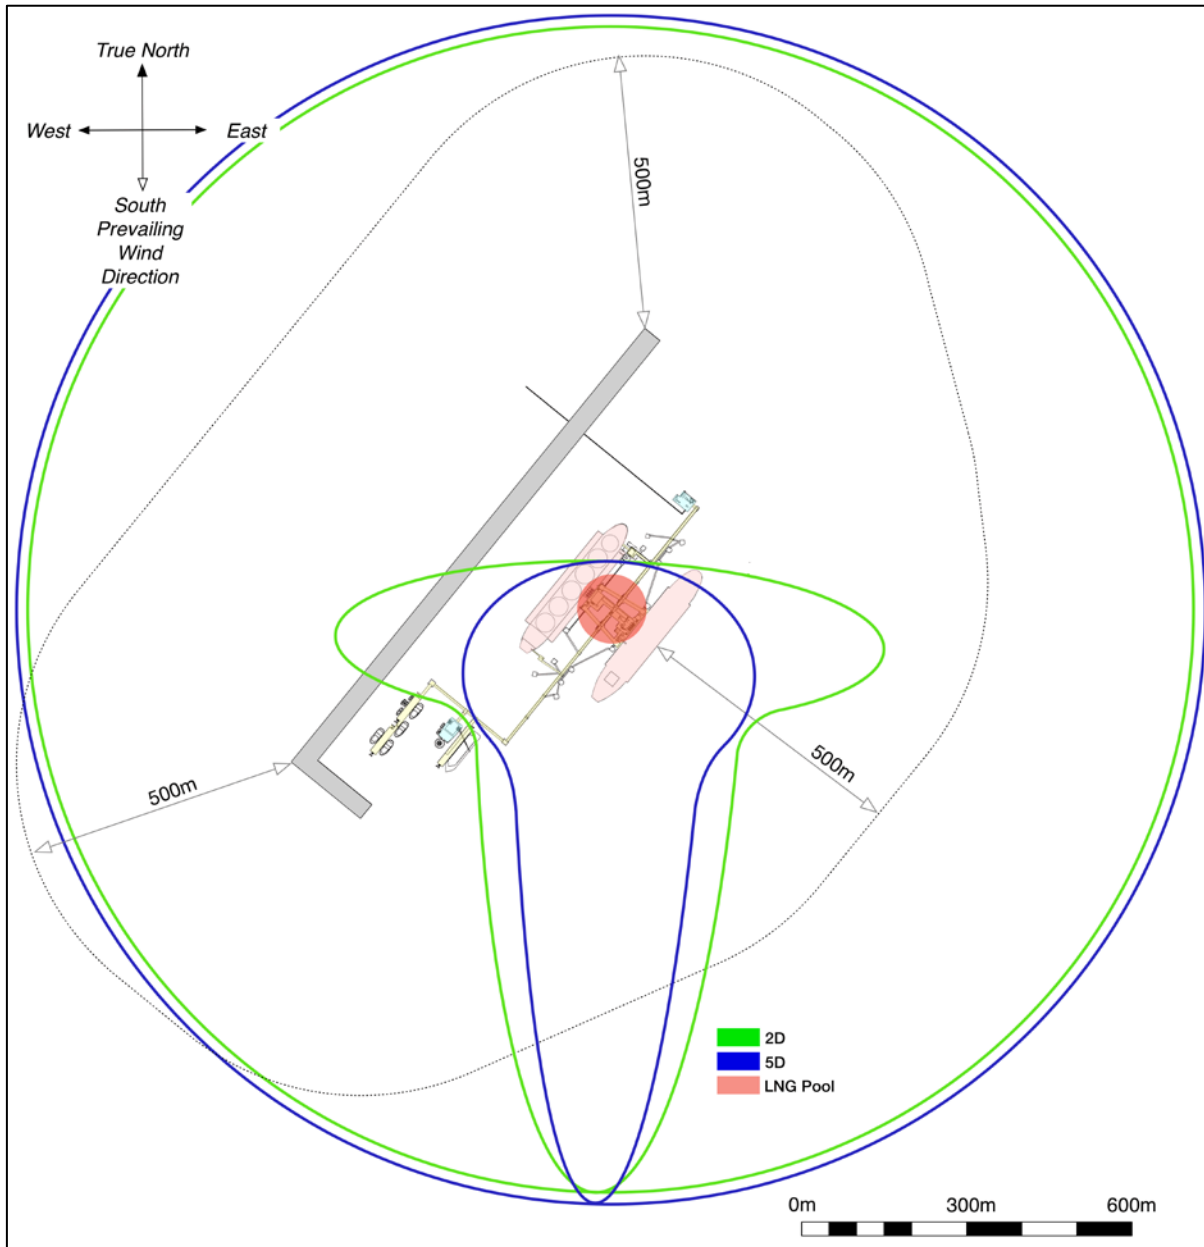 True North
West
East
South
Prevailing
Wind
Direction
500m
500m
500m
2D
5D
LNG Pool
0m
300m
600m